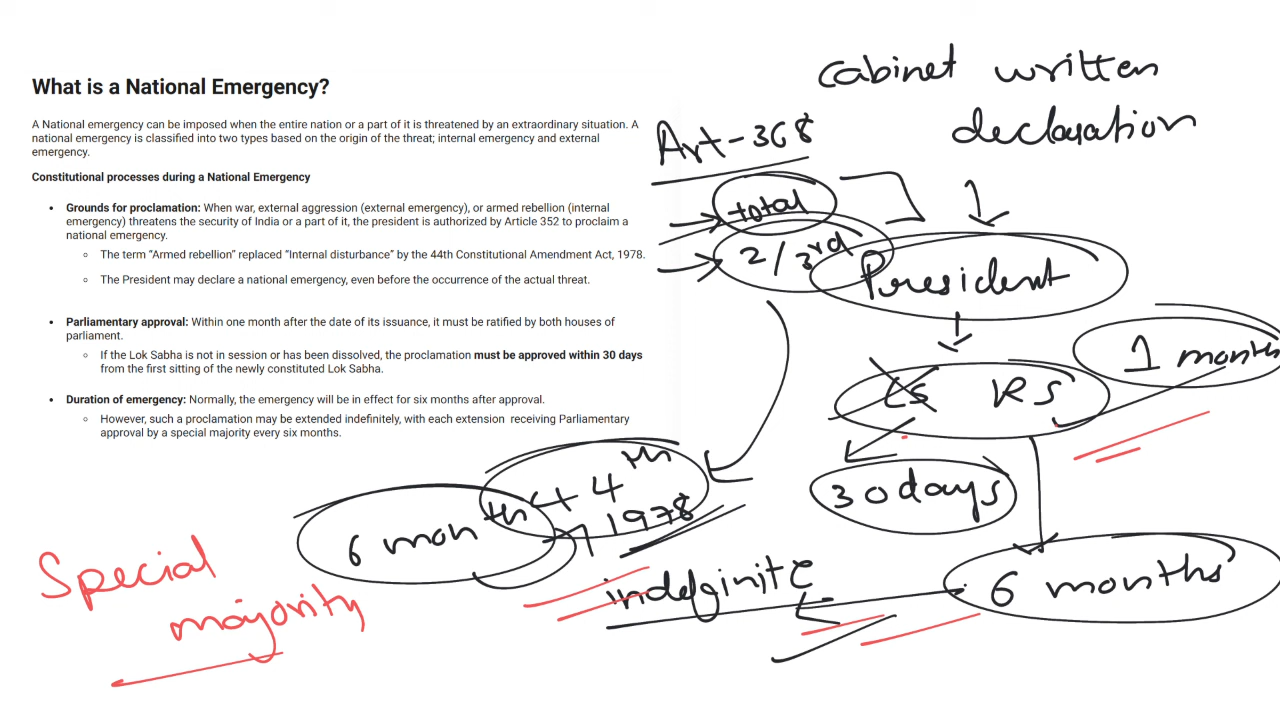 What is a National Emergency?
A National emergency can be imposed when the entire nation or a part of it is threatened by an extraordinary situation. A
national emergency is classified into two types based on the origin of the threat; internal emergency and external
emergency.
Constitutional processes during a National Emergency
• Grounds for proclamation: When war, external aggression (external emergency), or armed rebellion (internal
emergency) threatens the security of India or a part of it, the president is authorized by Article 352 to proclaim a
national emergency.
○ The term “Armed rebellion” replaced “Internal disturbance” by the 44th Constitutional Amendment Act, 1978.
○ The President may declare a national emergency, even before the occurrence of the actual threat.
• Parliamentary approval: Within one month after the date of its issuance, it must be ratified by both houses of
parliament.
○ If the Lok Sabha is not in session or has been dissolved, the proclamation must be approved within 30 days
from the first sitting of the newly constituted Lok Sabha.
• Duration of emergency: Normally, the emergency will be in effect for six months after approval.
○ However, such a proclamation may be extended indefinitely, with each extension receiving Parliamentary
approval by a special majority every six months.
cabinet written
declaration
Art-368
total
2/3rd
President
1 months
LS RS
30 days
44th
1978
6 month
6 months
indefginite
Special
majority